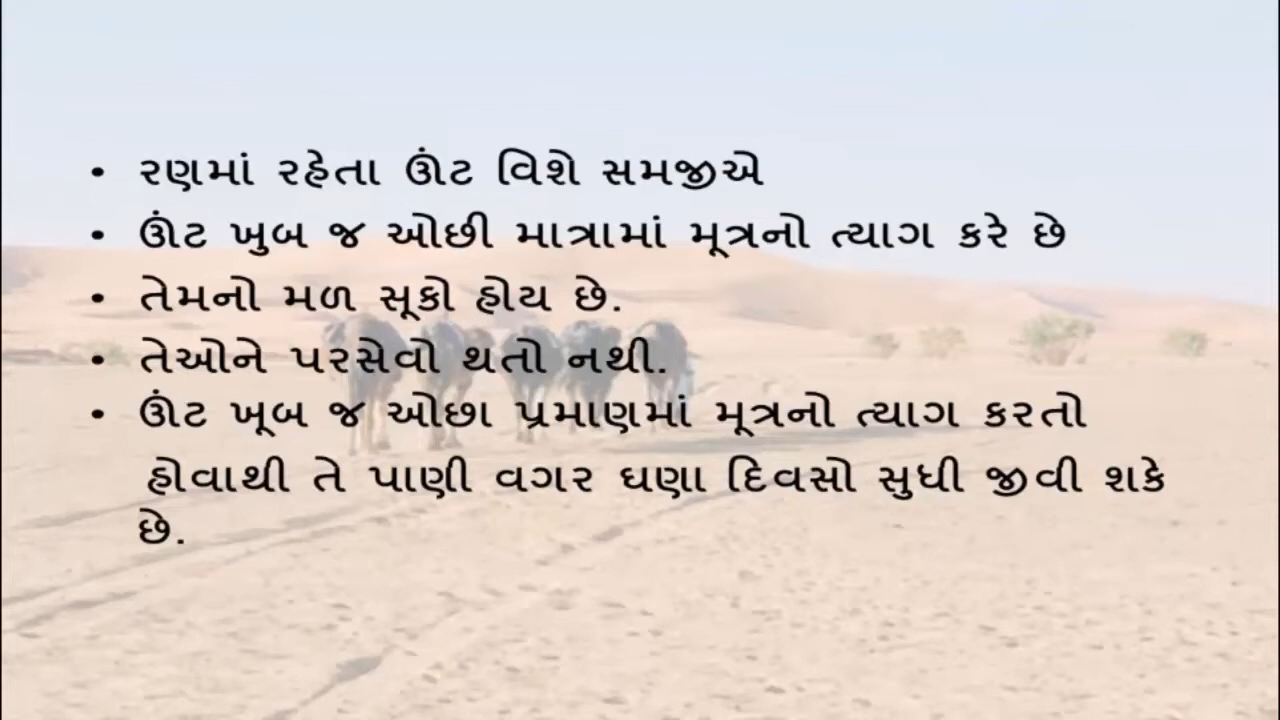 • રણમાં રહેતા ઊંટ વિશે સમજીએ
• ઊંટ ખુબ જ ઓછી માત્રામાં મૂત્રનો ત્યાગ કરે છે
• તેમનો મળ સૂકો હોય છે.
• તેઓને પરસેવો થતો નથી.
• ઊંટ ખૂબ જ ઓછા પ્રમાણમાં મૂત્રનો ત્યાગ કરતો
હોવાથી તે પાણી વગર ઘણા દિવસો સુધી જીવી શકે
છે.